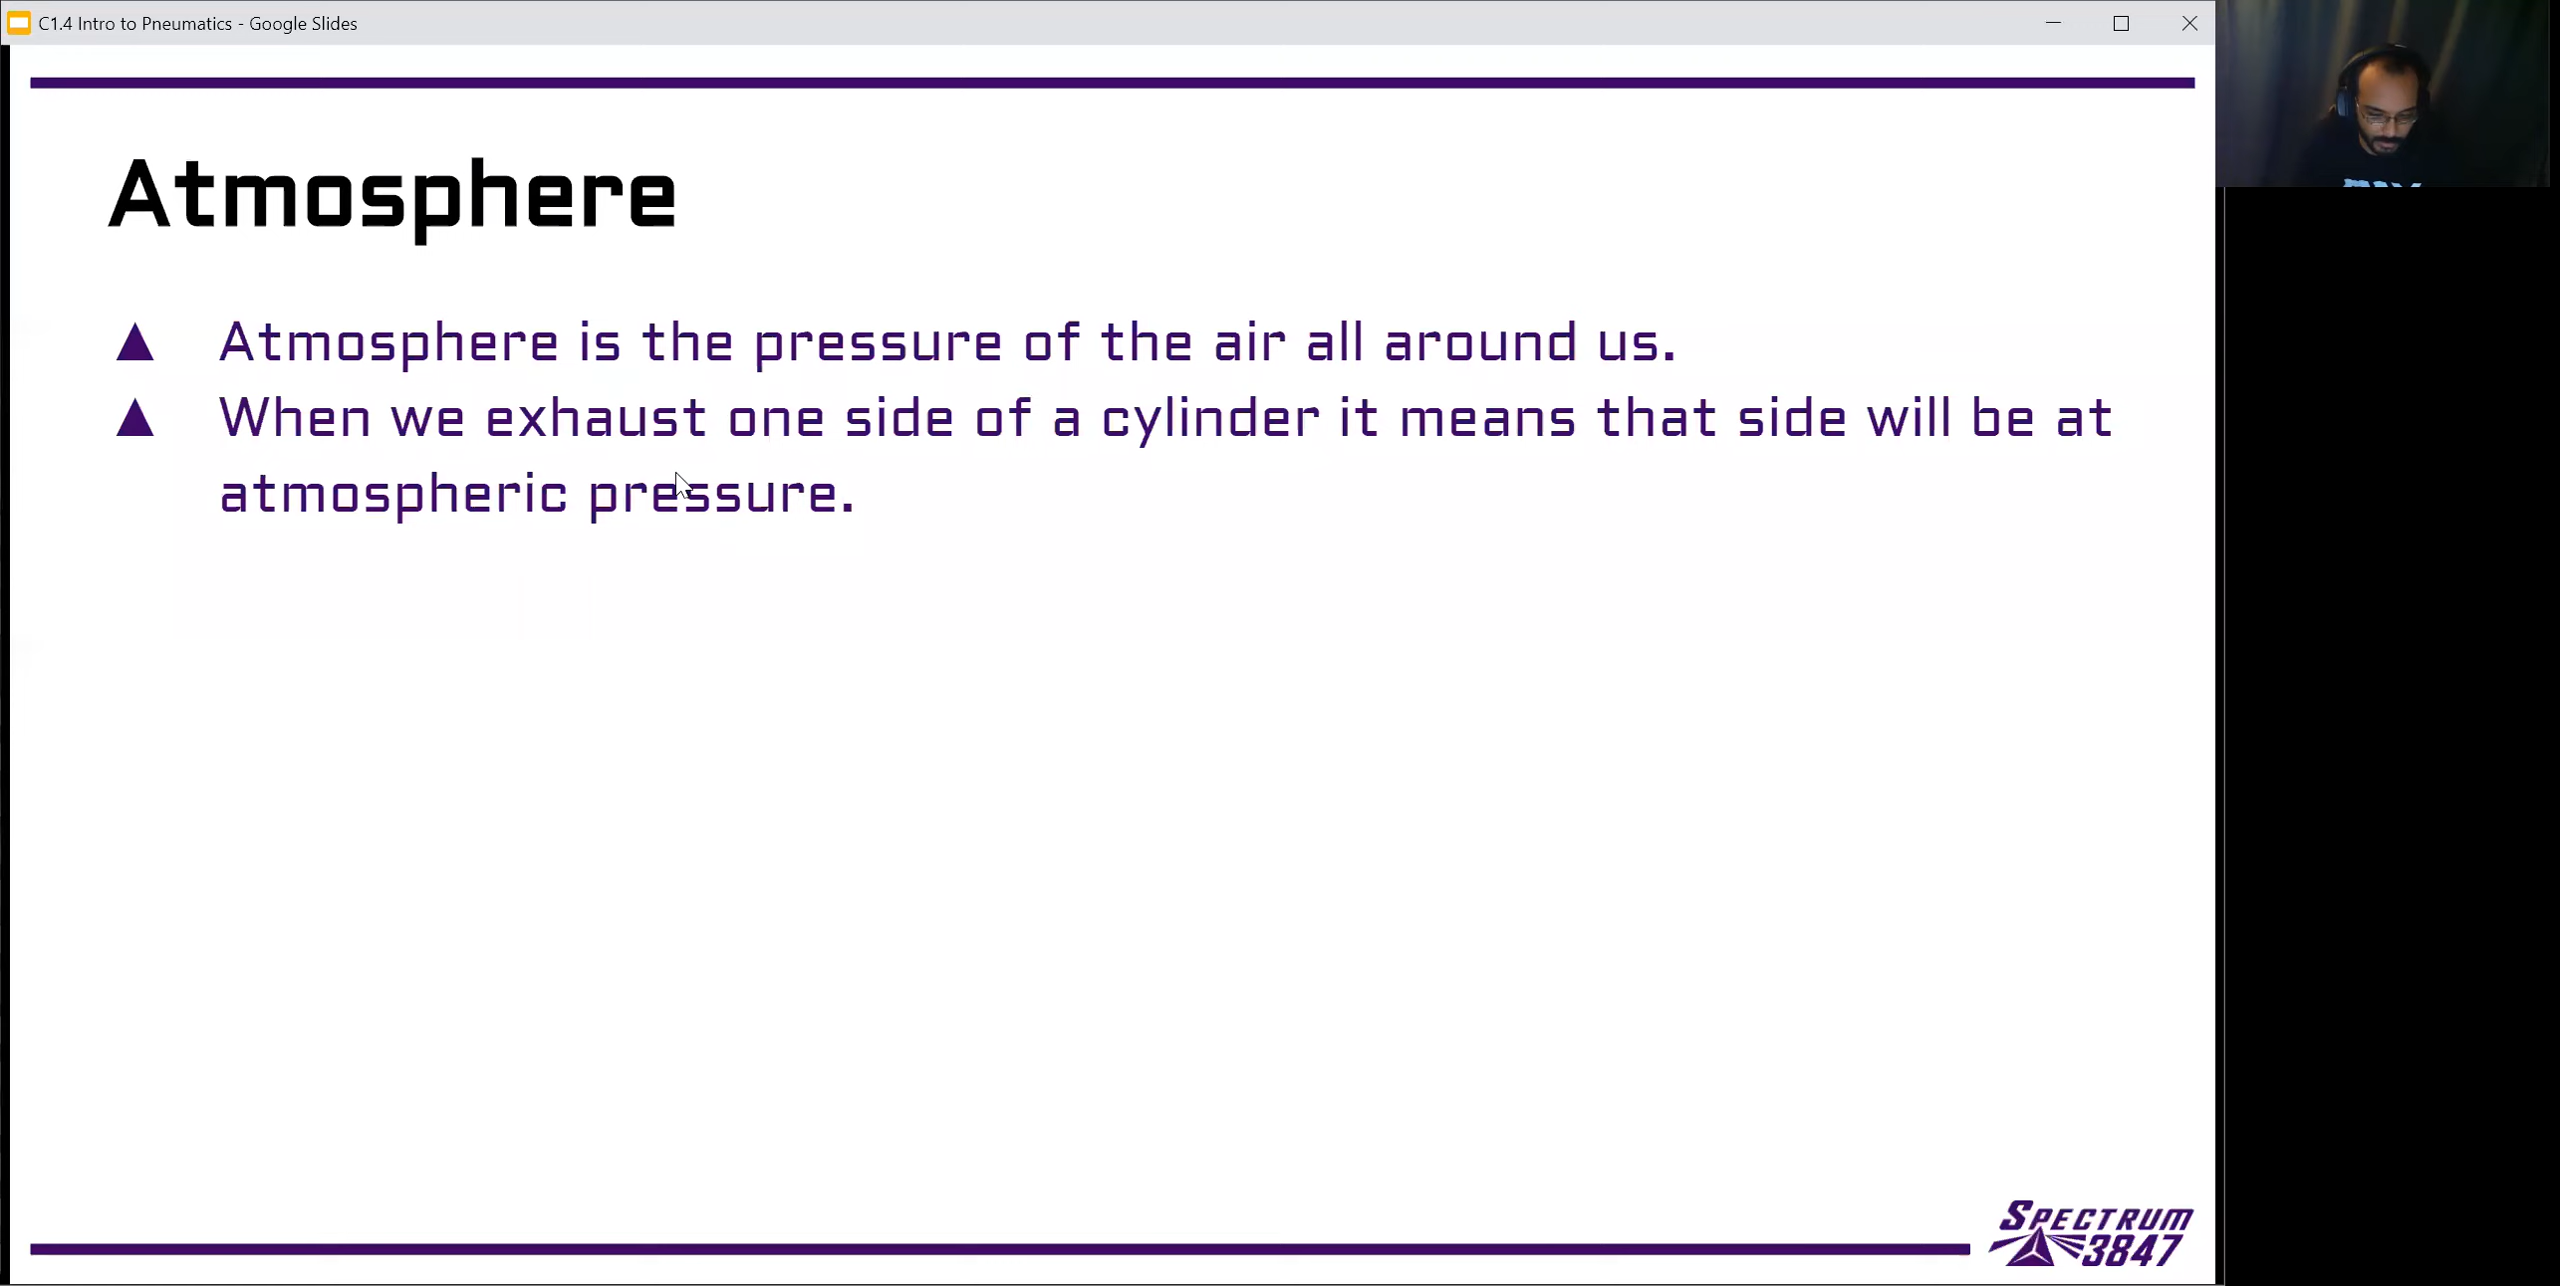 C1.4 Intro to Pneumatics - Google Slides
Atmosphere
▲ Atmosphere is the pressure of the air all around us.
▲ When we exhaust one side of a cylinder it means that side will be at
atmospheric pressure.
SPECTRUM
3847